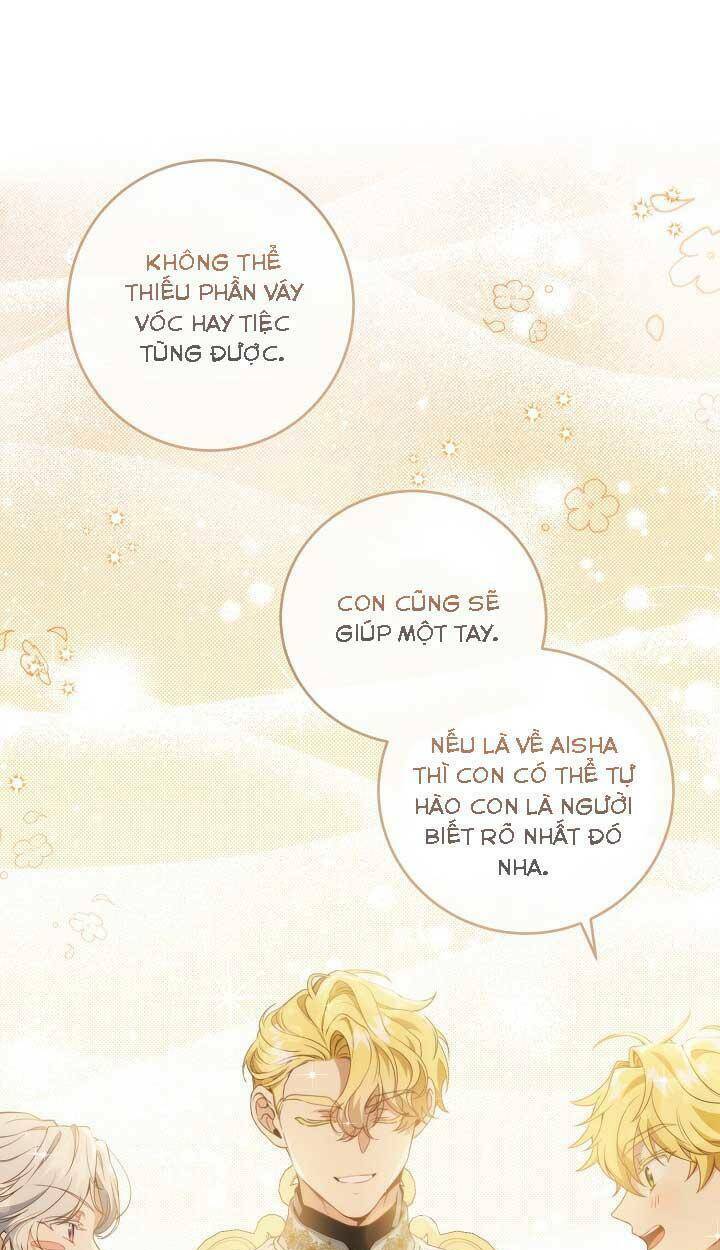 KHÔNG THỂ
THIẾU PHẦN VÁY
VÓC HAY TIỆC
TÙNG ĐƯỢC.
CON CŨNG SẼ
GIÚP MỘT TAY.
NẾU LÀ VỀ AISHA
THÌ CON CÓ THỂ TỰ
HÀO CON LÀ NGƯỜI
BIẾT RÕ NHẤT ĐÓ
NHA.